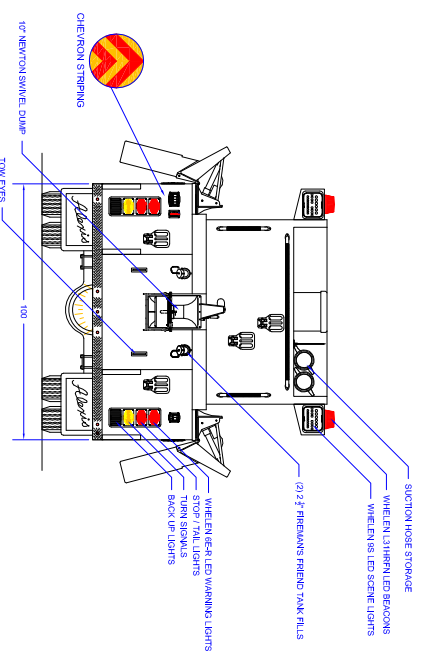 SUCTION HOSE STORAGE
WHELEN L31HRFN LED BEACONS
WHELEN 9S LED SCENE LIGHTS
(2) 2 ½" FIREMAN'S FRIEND TANK FILLS
WHELEN 6E-R LED WARNING LIGHTS
STOP / TAIL LIGHTS
TURN SIGNALS
BACK UP LIGHTS
CHEVRON STRIPING
10" NEWTON SWIVEL DUMP
TOW EYES
Alexis
Alexis
100